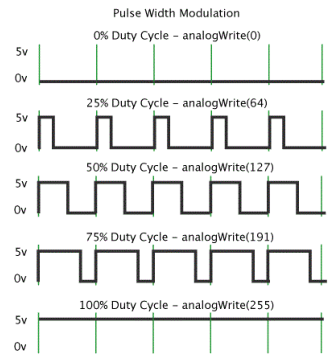 Pulse Width Modulation
0% Duty Cycle – analogWrite(0)
5v
0v
25% Duty Cycle – analogWrite(64)
5v
0v
50% Duty Cycle – analogWrite(127)
5v
0v
75% Duty Cycle – analogWrite(191)
5v
0v
100% Duty Cycle – analogWrite(255)
5v
0v